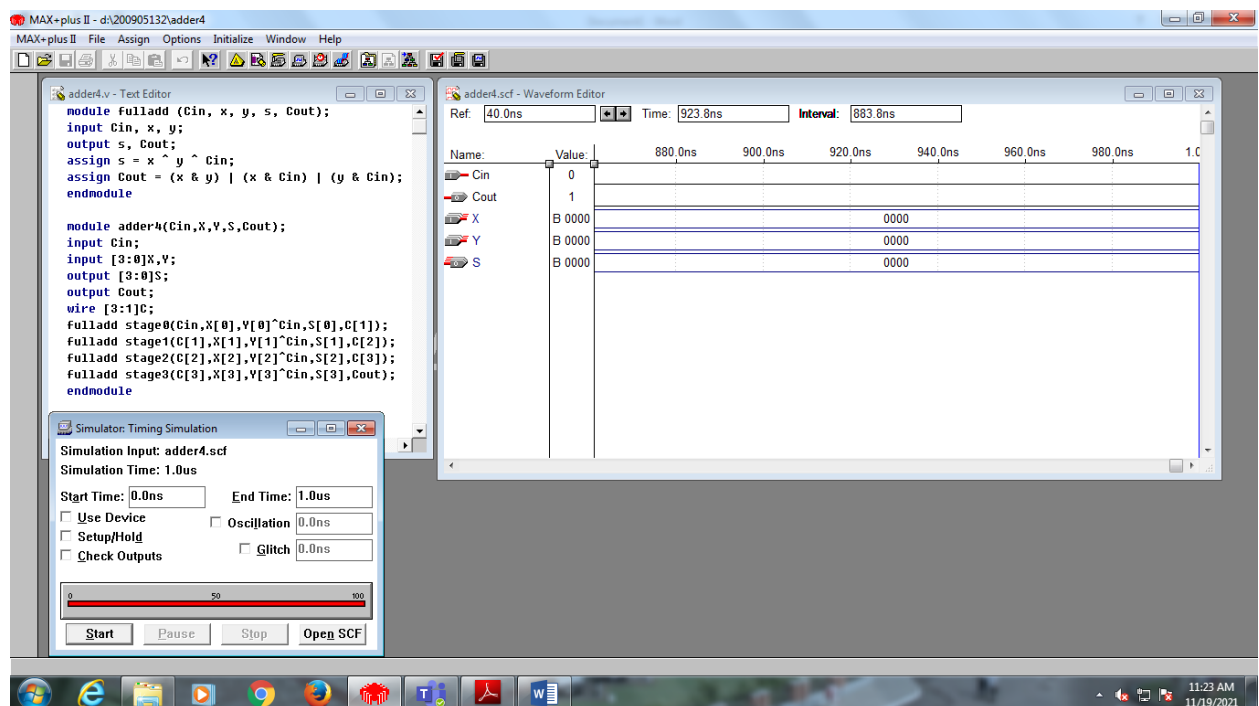 MAX+plus II - d:\200905132\adder4
MAX+plus II File Assign Options Initialize Window Help
adder4.v - Text Editor
module fulladd (Cin, x, y, s, Cout);
input Cin, x, y;
output s, Cout;
assign s = x ^ y ^ Cin;
assign Cout = (x & y) | (x & Cin) | (y & Cin);
endmodule
module adder4(Cin,X,Y,S,Cout);
input Cin;
input [3:0]X,Y;
output [3:0]S;
output Cout;
wire [3:1]C;
fulladd stage0(Cin,X[0],Y[0]^Cin,S[0],C[1]);
fulladd stage1(C[1],X[1],Y[1]^Cin,S[1],C[2]);
fulladd stage2(C[2],X[2],Y[2]^Cin,S[2],C[3]);
fulladd stage3(C[3],X[3],Y[3]^Cin,S[3],Cout);
endmodule
Simulator: Timing Simulation
Simulation Input: adder4.scf
Simulation Time: 1.0us
Start Time: 0.0ns End Time: 1.0us
Use Device
Oscillation 0.0ns
Setup/Hold
Glitch 0.0ns
Check Outputs
0 50 100
Start Pause Stop Open SCF
adder4.scf - Waveform Editor
Ref: 40.0ns Time: 923.8ns Interval: 883.8ns
Name: Value: 880.0ns 900.0ns 920.0ns 940.0ns 960.0ns 980.0ns 1.0
Cin 0
Cout 1
X B 0000 0000
Y B 0000 0000
S B 0000 0000
11:23 AM
11/19/2021